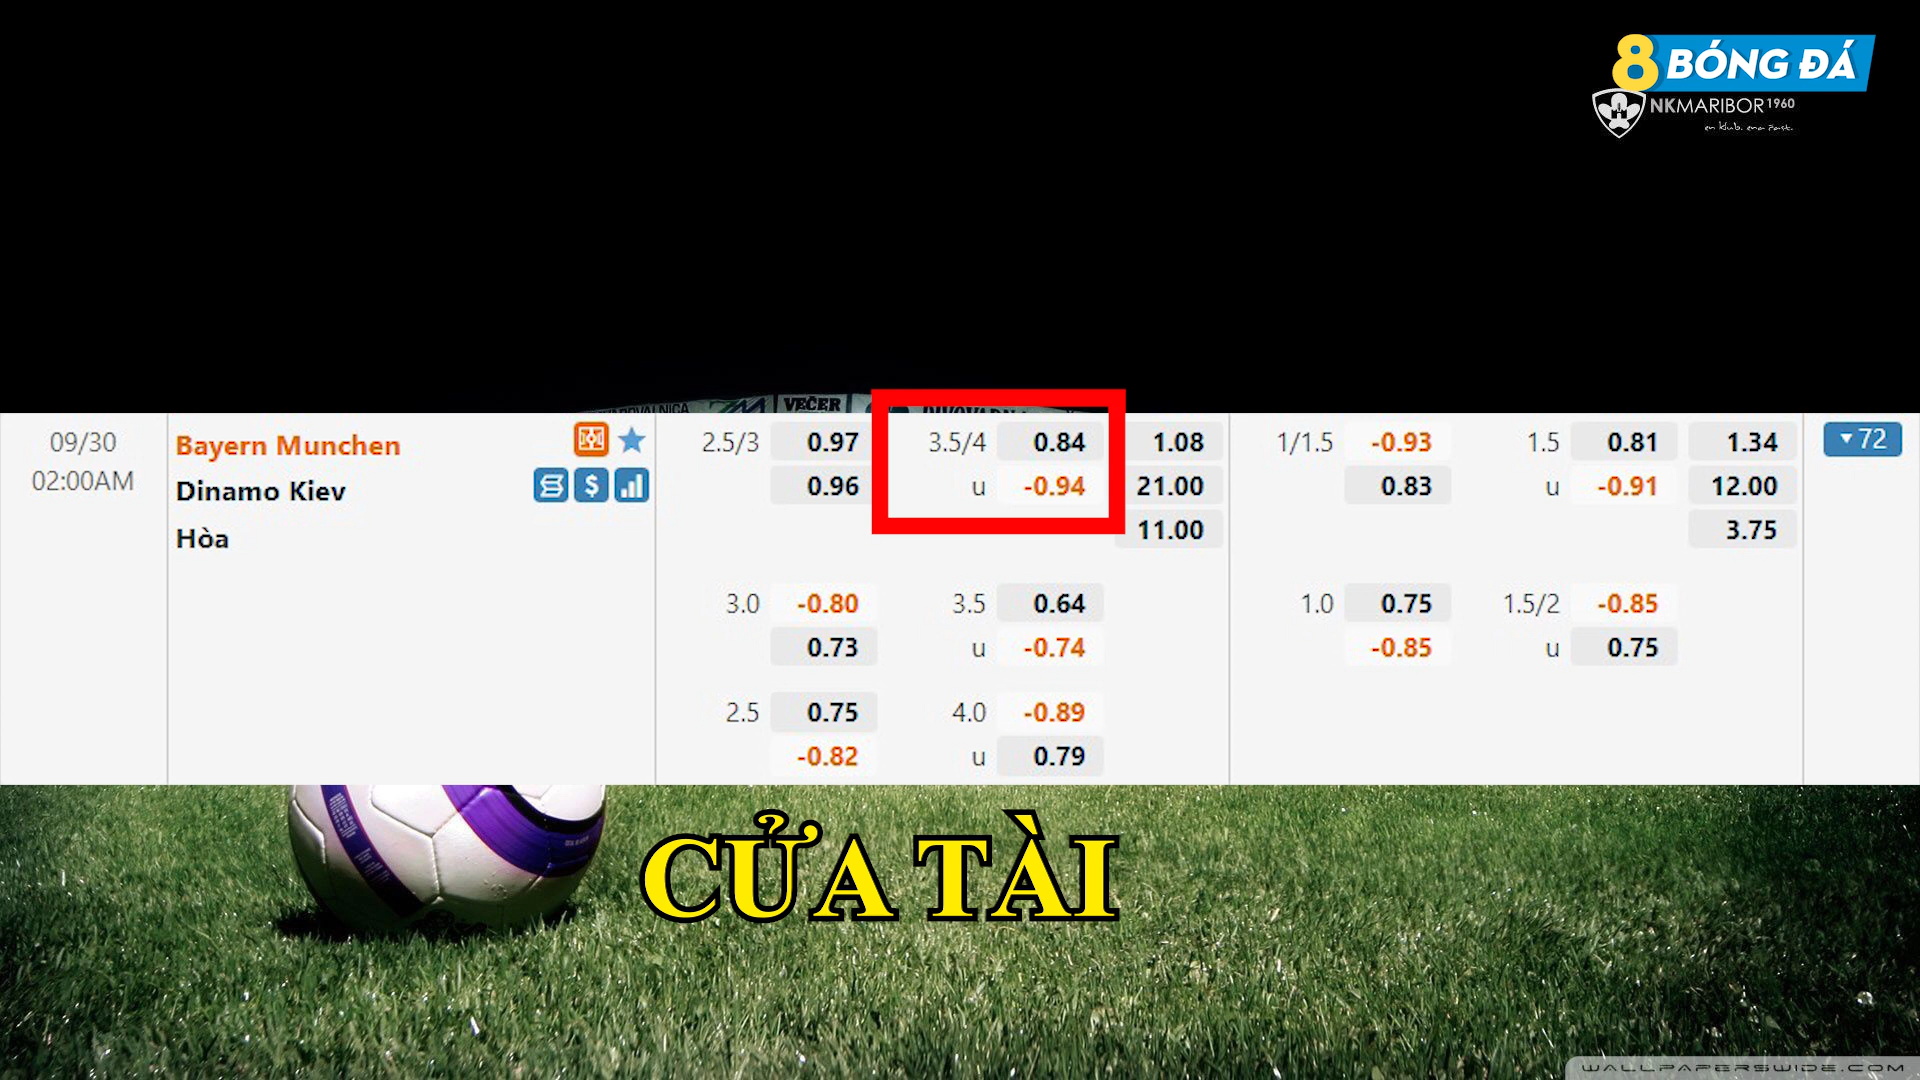 8 BÓNG ĐÁ
NKMARIBOR 1960
en klub. ena čast.
VEČER
09/30 Bayern Munchen 2.5/3 0.97 3.5/4 0.84 1.08 1/1.5 -0.93 1.5 0.81 1.34 72
02:00AM Dinamo Kiev $ 0.96 u -0.94 21.00 0.83 u -0.91 12.00
Hòa 11.00 3.75
3.0 -0.80 3.5 0.64 1.0 0.75 1.5/2 -0.85
0.73 u -0.74 -0.85 u 0.75
2.5 0.75 4.0 -0.89
-0.82 u 0.79
CỬA TÀI
WALLPAPERSWIDE.COM